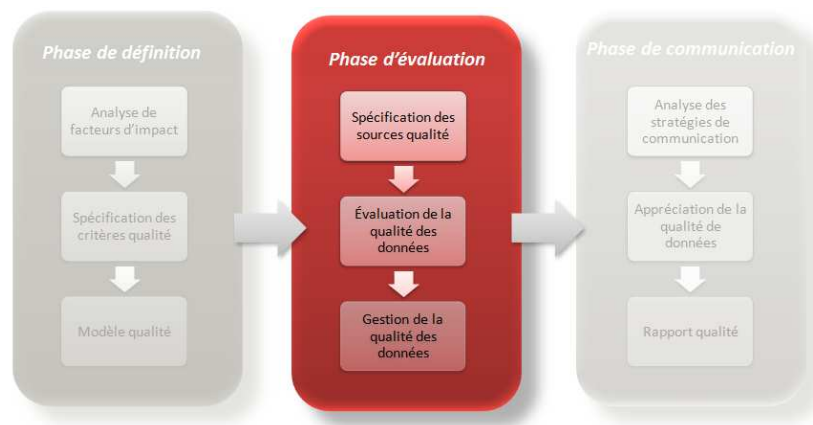 Phase de définition
Analyse de
facteurs d'impact
Spécification des
critères qualité
Modèle qualité
Phase d'évaluation
Spécification des
sources qualité
Évaluation de la
qualité des
données
Gestion de la
qualité des
données
Phase de communication
Analyse des
stratégies de
communication
Appréciation de la
qualité de
données
Rapport qualité